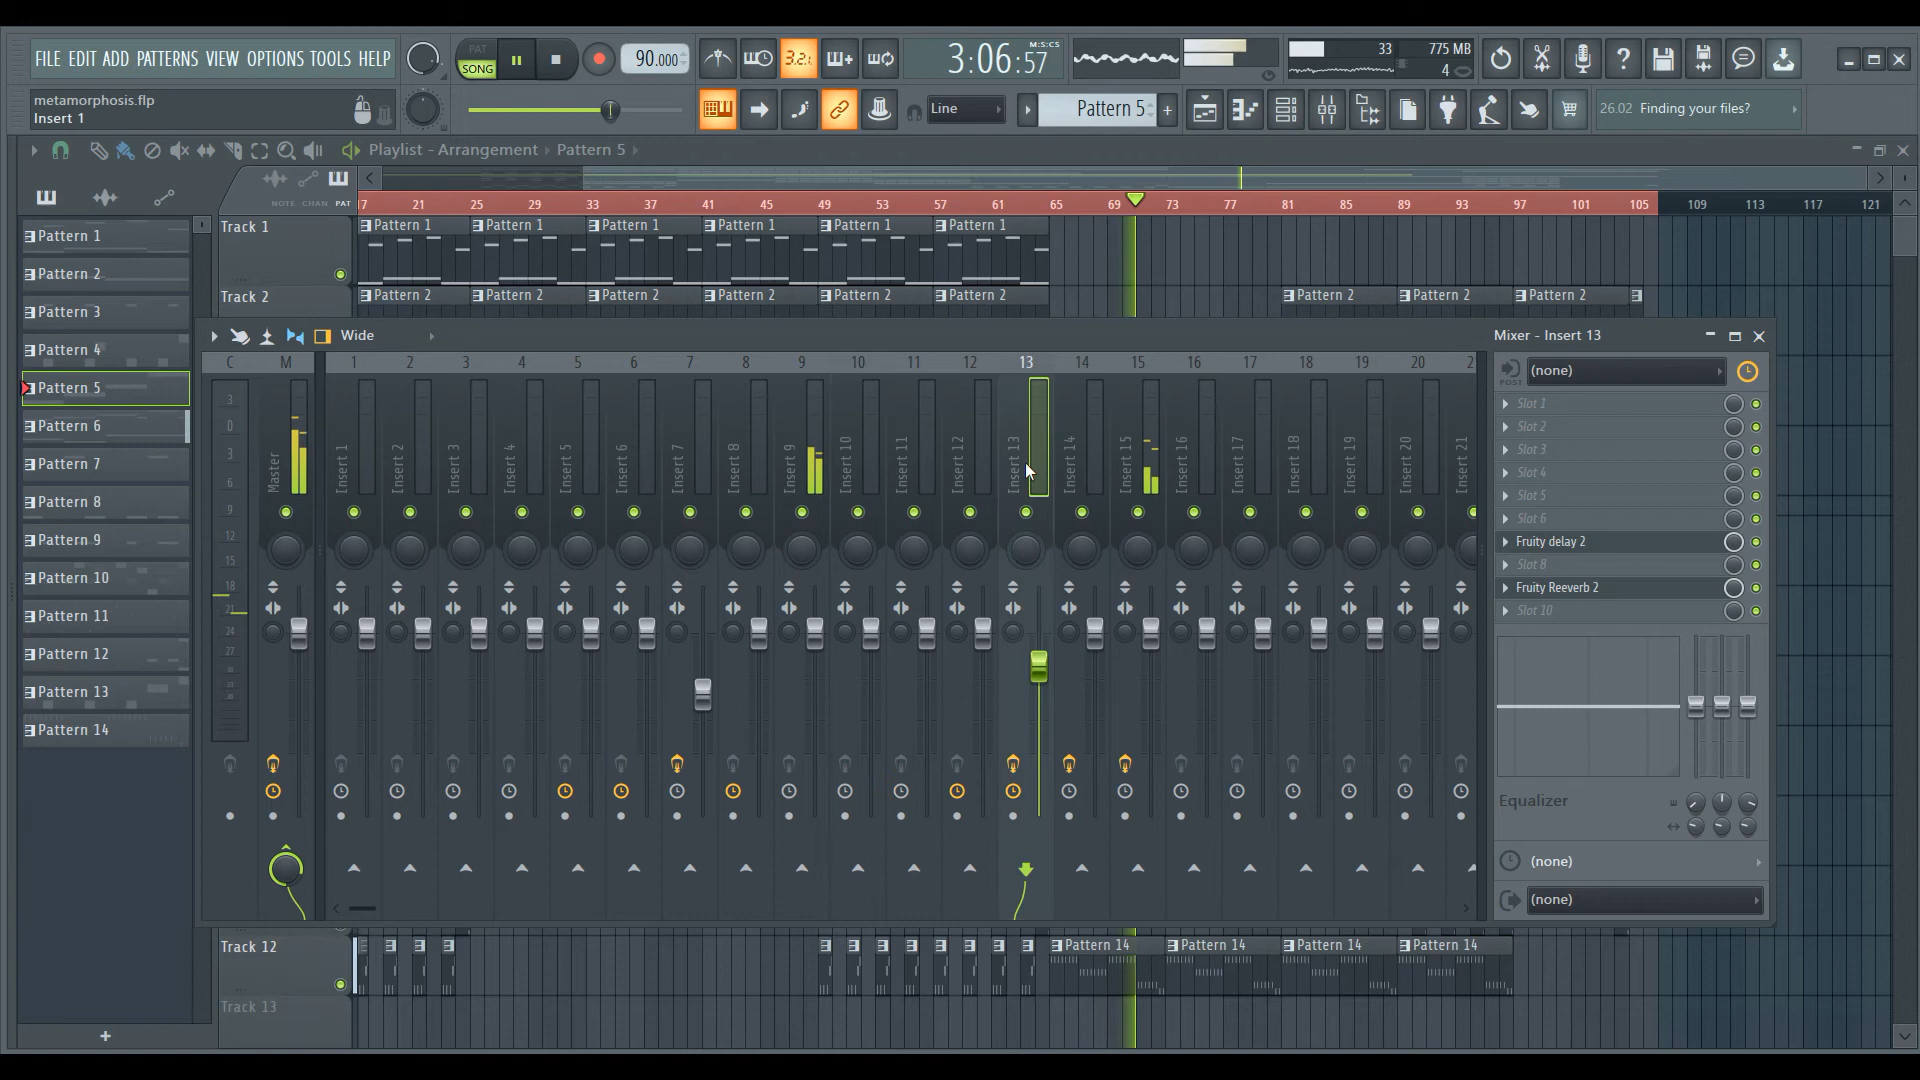 FILE EDIT ADD PATTERNS VIEW OPTIONS TOOLS HELP
PAT
SONG
90.000
3.2.1
3:06:57
M:S:CS
33
775 MB
4
metamorphosis.flp
Insert 1
Line
Pattern 5
26.02 Finding your files?
Playlist - Arrangement Pattern 5
NOTE CHAN PAT
17 21 25 29 33 37 41 45 49 53 57 61 65 69 73 77 81 85 89 93 97 101 105 109 113 117 121
Pattern 1
Pattern 2
Pattern 3
Pattern 4
Pattern 5
Pattern 6
Pattern 7
Pattern 8
Pattern 9
Pattern 10
Pattern 11
Pattern 12
Pattern 13
Pattern 14
Track 1
Pattern 1 Pattern 1 Pattern 1 Pattern 1 Pattern 1 Pattern 1
Track 2
Pattern 2 Pattern 2 Pattern 2 Pattern 2 Pattern 2 Pattern 2 Pattern 2 Pattern 2 Pattern 2
Wide
Mixer - Insert 13
C M 1 2 3 4 5 6 7 8 9 10 11 12 13 14 15 16 17 18 19 20 2
3
0
3
6
9
12
15
18
21
24
27
Master Insert 1 Insert 2 Insert 3 Insert 4 Insert 5 Insert 6 Insert 7 Insert 8 Insert 9 Insert 10 Insert 11 Insert 12 Insert 13 Insert 14 Insert 15 Insert 16 Insert 17 Insert 18 Insert 19 Insert 20 Insert 21
POST
(none)
Slot 1
Slot 2
Slot 3
Slot 4
Slot 5
Slot 6
Fruity delay 2
Slot 8
Fruity Reeverb 2
Slot 10
Equalizer
(none)
(none)
Track 12
Pattern 14 Pattern 14 Pattern 14 Pattern 14
Track 13